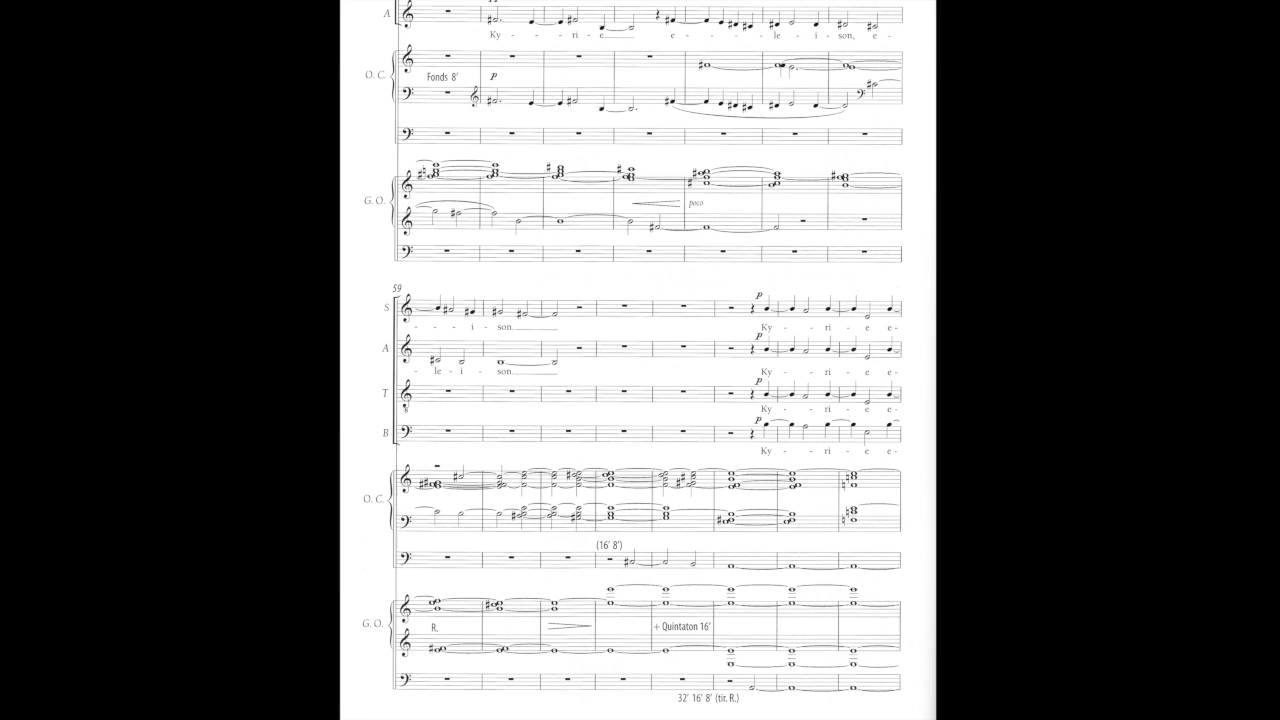 A
Ky - - ri - e e - - le - i - son, e -
O. C.
Fonds 8'
p
G. O.
poco
59
p
S
- - - i - son.
Ky - - ri - e e -
p
A
- le - i - son.
Ky - - ri - e e -
p
T
Ky - - ri - e e -
p
B
Ky - - ri - e e -
O. C.
(16' 8')
G. O.
R.
+ Quintaton 16'
32' 16' 8' (tir. R.)